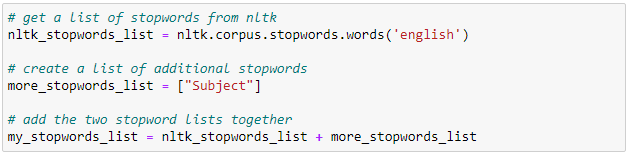 # get a list of stopwords from nltk
nltk_stopwords_list = nltk.corpus.stopwords.words('english')
# create a list of additional stopwords
more_stopwords_list = ["Subject"]
# add the two stopword lists together
my_stopwords_list = nltk_stopwords_list + more_stopwords_list